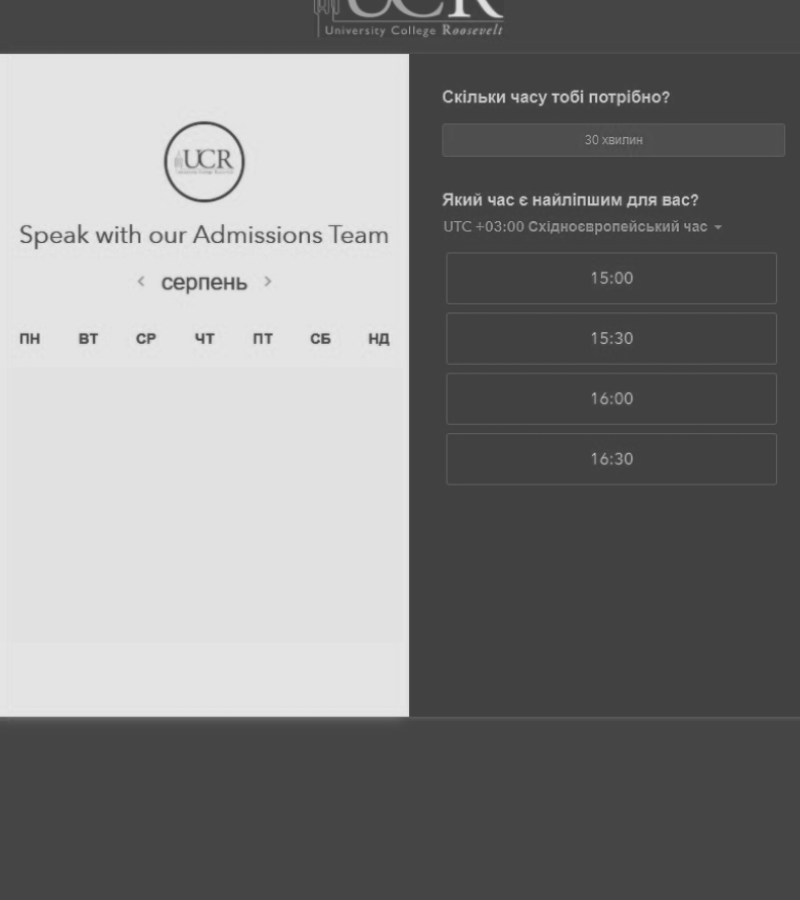 UCR
University College Roosevelt
UCR
Speak with our Admissions Team
серпень
ПН ВТ СР ЧТ ПТ СБ НД
Скільки часу тобі потрібно?
30 хвилин
Який час є найліпшим для вас?
UTC +03:00 Східноєвропейський час
15:00
15:30
16:00
16:30